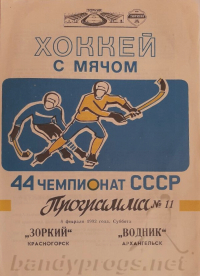 ХОККЕЙ
С МЯЧОМ
44 ЧЕМПИОНАТ СССР
Программа № 11
"ЗОРКИЙ" "ВОДНИК"
КРАСНОГОРСК АРХАНГЕЛЬСК
bandyprogs.net